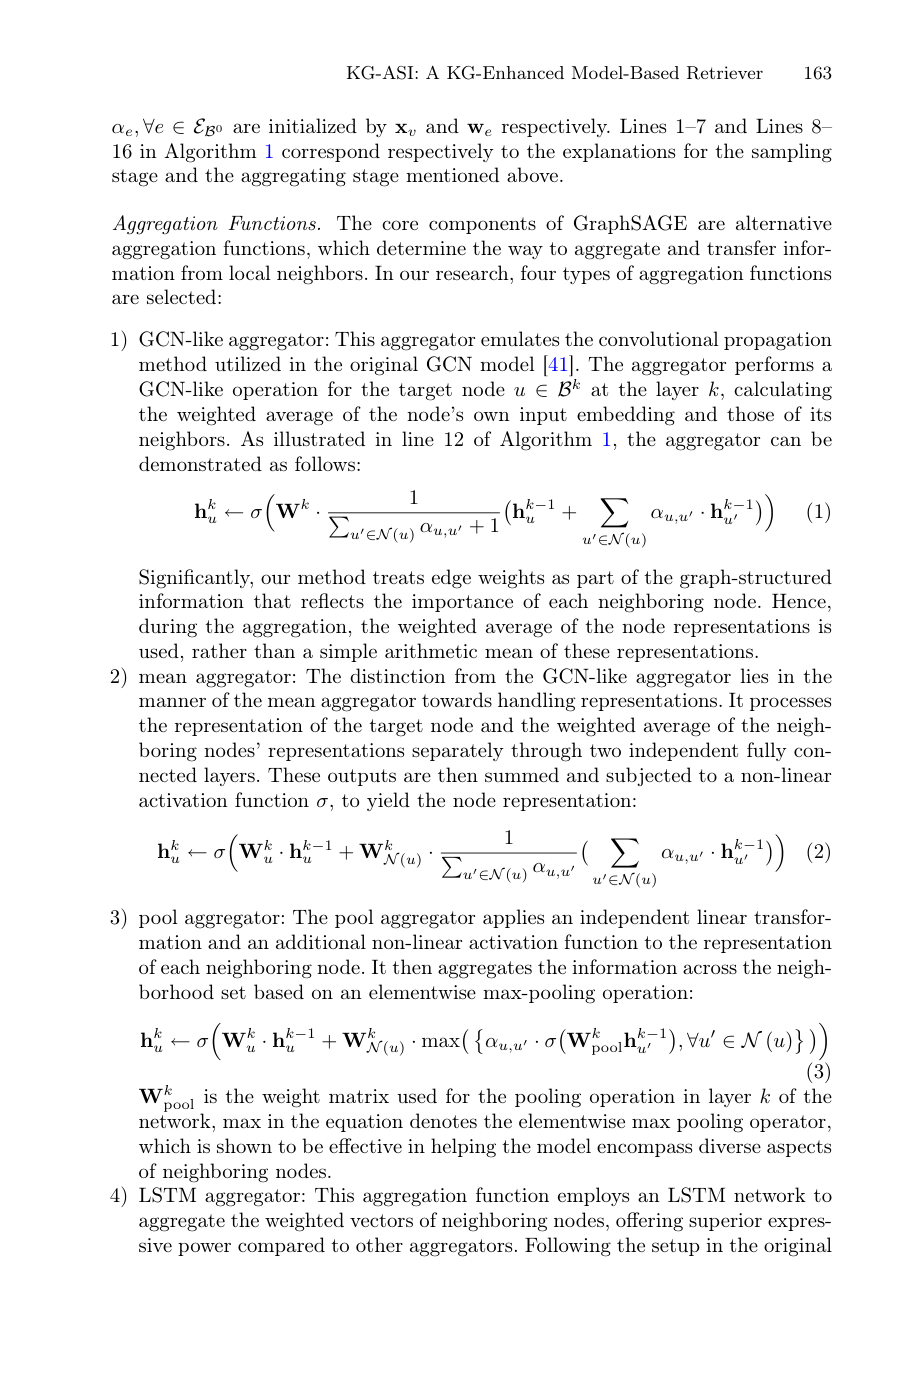 KG-ASI: A KG-Enhanced Model-Based Retriever 163
αₑ, ∀e ∈ ℰ_{ℬ⁰} are initialized by 𝐱ᵥ and 𝐰ₑ respectively. Lines 1–7 and Lines 8–
16 in Algorithm 1 correspond respectively to the explanations for the sampling
stage and the aggregating stage mentioned above.
Aggregation Functions. The core components of GraphSAGE are alternative
aggregation functions, which determine the way to aggregate and transfer infor-
mation from local neighbors. In our research, four types of aggregation functions
are selected:
1) GCN-like aggregator: This aggregator emulates the convolutional propagation
method utilized in the original GCN model [41]. The aggregator performs a
GCN-like operation for the target node u ∈ ℬᵏ at the layer k, calculating
the weighted average of the node's own input embedding and those of its
neighbors. As illustrated in line 12 of Algorithm 1, the aggregator can be
demonstrated as follows:
𝐡_u^k ← σ(𝐖^k · 1 / (∑_{u′∈𝒩(u)} α_{u,u′} + 1) (𝐡_u^{k−1} + ∑_{u′∈𝒩(u)} α_{u,u′} · 𝐡_{u′}^{k−1})) (1)
Significantly, our method treats edge weights as part of the graph-structured
information that reflects the importance of each neighboring node. Hence,
during the aggregation, the weighted average of the node representations is
used, rather than a simple arithmetic mean of these representations.
2) mean aggregator: The distinction from the GCN-like aggregator lies in the
manner of the mean aggregator towards handling representations. It processes
the representation of the target node and the weighted average of the neigh-
boring nodes' representations separately through two independent fully con-
nected layers. These outputs are then summed and subjected to a non-linear
activation function σ, to yield the node representation:
𝐡_u^k ← σ(𝐖_u^k · 𝐡_u^{k−1} + 𝐖_{𝒩(u)}^k · 1 / (∑_{u′∈𝒩(u)} α_{u,u′}) (∑_{u′∈𝒩(u)} α_{u,u′} · 𝐡_{u′}^{k−1})) (2)
3) pool aggregator: The pool aggregator applies an independent linear transfor-
mation and an additional non-linear activation function to the representation
of each neighboring node. It then aggregates the information across the neigh-
borhood set based on an elementwise max-pooling operation:
𝐡_u^k ← σ(𝐖_u^k · 𝐡_u^{k−1} + 𝐖_{𝒩(u)}^k · max({α_{u,u′} · σ(𝐖_{pool}^k 𝐡_{u′}^{k−1}), ∀u′ ∈ 𝒩(u)}))
(3)
𝐖_{pool}^k is the weight matrix used for the pooling operation in layer k of the
network, max in the equation denotes the elementwise max pooling operator,
which is shown to be effective in helping the model encompass diverse aspects
of neighboring nodes.
4) LSTM aggregator: This aggregation function employs an LSTM network to
aggregate the weighted vectors of neighboring nodes, offering superior expres-
sive power compared to other aggregators. Following the setup in the original